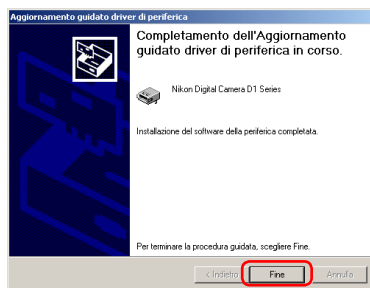 Aggiornamento guidato driver di periferica
Completamento dell'Aggiornamento
guidato driver di periferica in corso.
Nikon Digital Camera D1 Series
Installazione del software della periferica completata.
Per terminare la procedura guidata, scegliere Fine.
< Indietro
Fine
Annulla